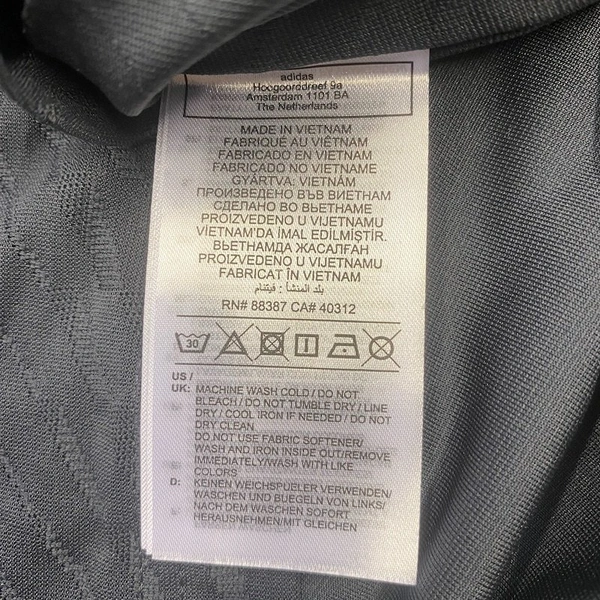 adidas
Hoogoorddreef 9a
Amsterdam 1101 BA
The Netherlands
MADE IN VIETNAM
FABRIQUÉ AU VIÊTNAM
FABRICADO EN VIETNAM
FABRICADO NO VIETNAME
GYÁRTVA: VIETNÁM
ПРОИЗВЕДЕНО ВЪВ ВИЕТНАМ
СДЕЛАНО ВО ВЬЕТНАМЕ
PROIZVEDENO U VIJETNAMU
VİETNAM'DA İMAL EDİLMİŞTİR.
ВЬЕТНАМДА ЖАСАЛҒАН
PROIZVEDENO U VIJETNAMU
FABRICAT ÎN VIETNAM
بلد المنشأ : فيتنام
RN# 88387 CA# 40312
30
US /
UK: MACHINE WASH COLD / DO NOT
BLEACH / DO NOT TUMBLE DRY / LINE
DRY / COOL IRON IF NEEDED / DO NOT
DRY CLEAN
DO NOT USE FABRIC SOFTENER/
WASH AND IRON INSIDE OUT/REMOVE
IMMEDIATELY/WASH WITH LIKE
COLORS
D: KEINEN WEICHSPUELER VERWENDEN/
WASCHEN UND BUEGELN VON LINKS/
NACH DEM WASCHEN SOFORT
HERAUSNEHMEN/MIT GLEICHEN